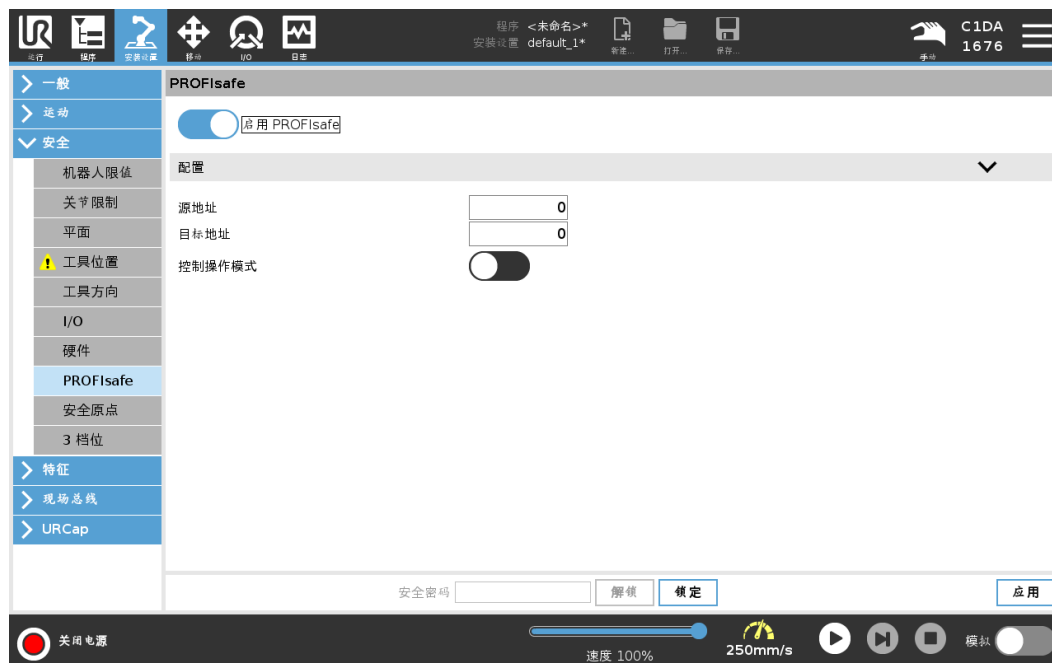 程序 <未命名>*
安装设置 default_1*
C1DA
1676
运行 程序 安装设置 移动 I/O 日志 新建... 打开... 保存... 手动
一般
运动
安全
机器人限值
关节限制
平面
工具位置
工具方向
I/O
硬件
PROFIsafe
安全原点
3 档位
特征
现场总线
URCap
PROFIsafe
启用 PROFIsafe
配置
源地址 0
目标地址 0
控制操作模式
安全密码 解锁 锁定 应用
关闭电源
速度 100%
250mm/s
模拟